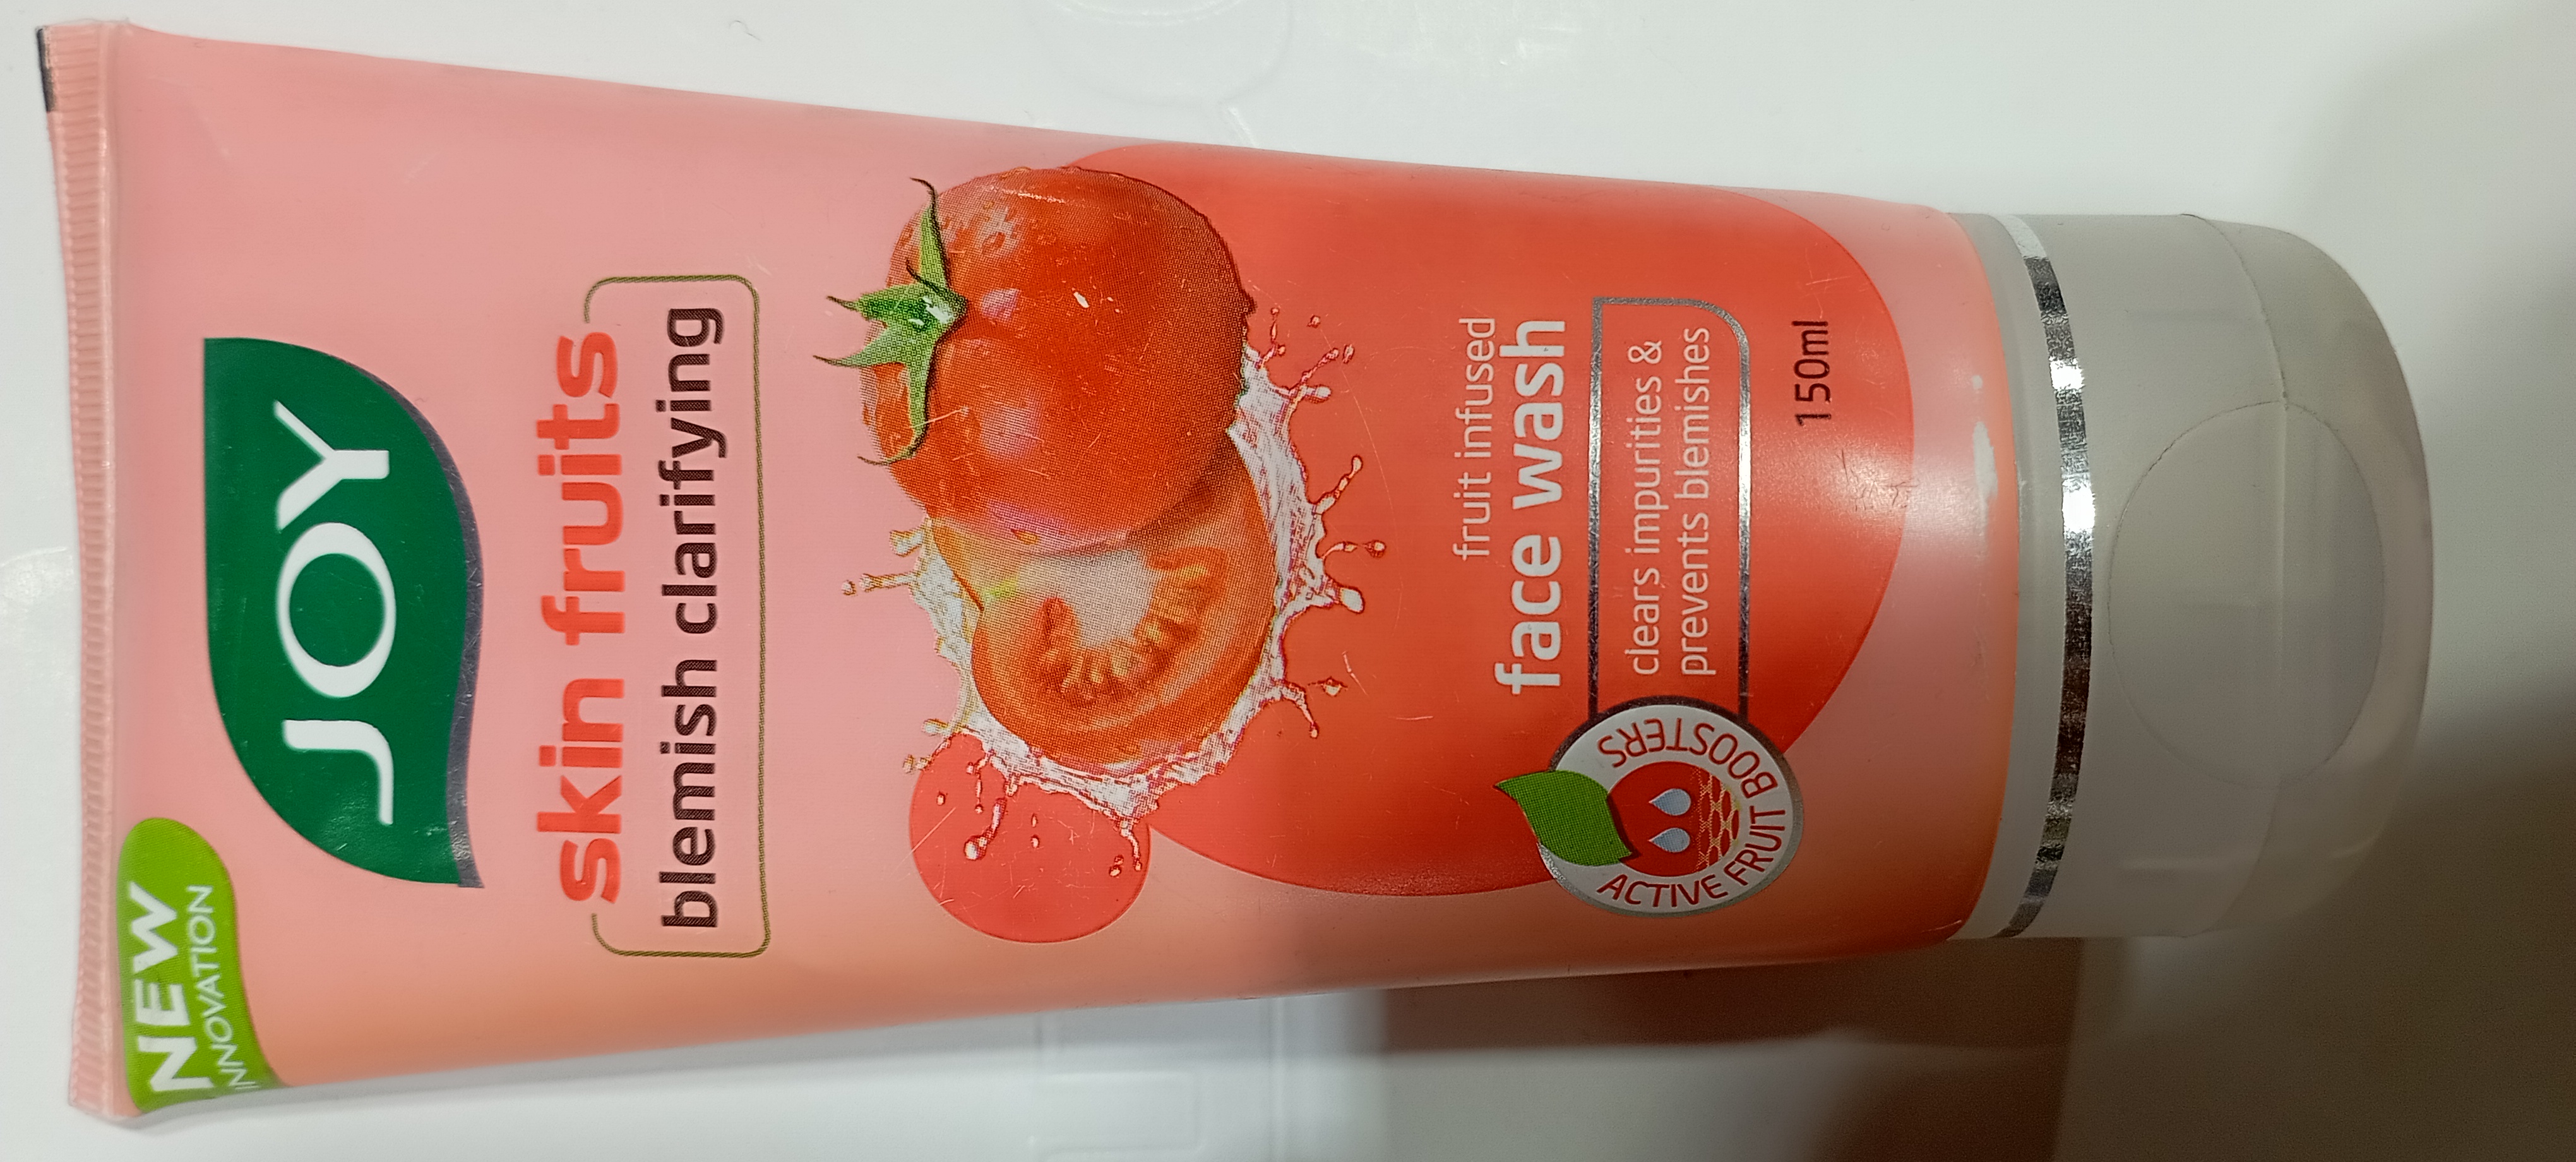 NEW
INNOVATION
JOY
skin fruits
blemish clarifying
fruit infused
face wash
ACTIVE FRUIT BOOSTERS
clears impurities &
prevents blemishes
150ml